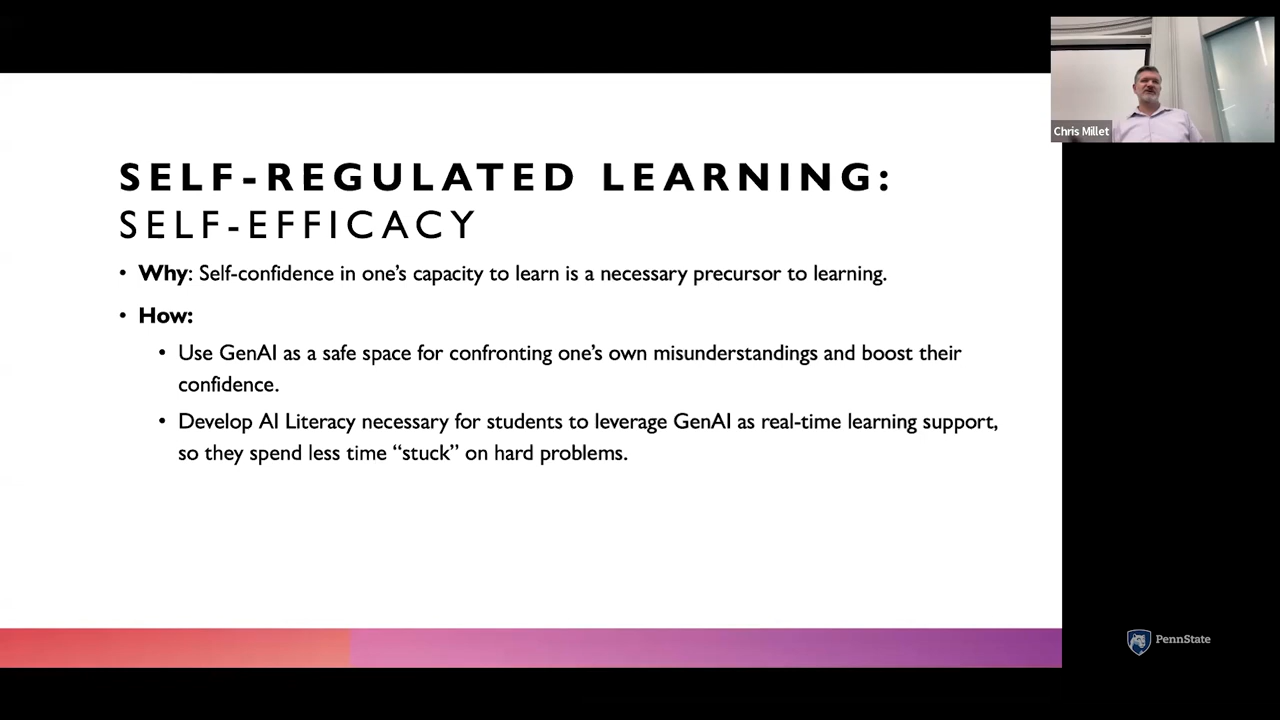 SELF-REGULATED LEARNING:
SELF-EFFICACY
• Why: Self-confidence in one’s capacity to learn is a necessary precursor to learning.
• How:
• Use GenAI as a safe space for confronting one’s own misunderstandings and boost their
confidence.
• Develop AI Literacy necessary for students to leverage GenAI as real-time learning support,
so they spend less time “stuck” on hard problems.
Chris Millet
PennState